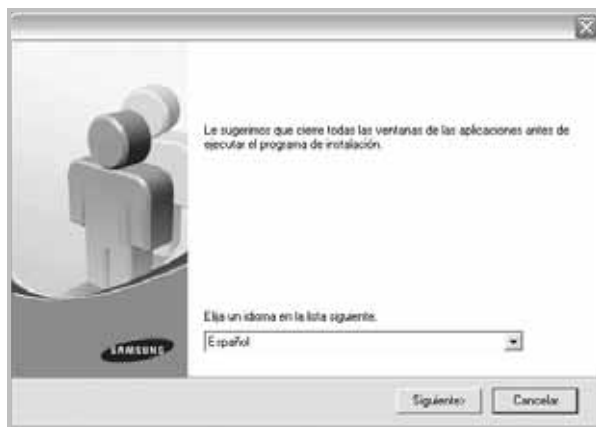 Le sugerimos que cierre todas las ventanas de las aplicaciones antes de
ejecutar el programa de instalación.
Elija un idioma en la lista siguiente.
Español
SAMSUNG
Siguiente>
Cancelar